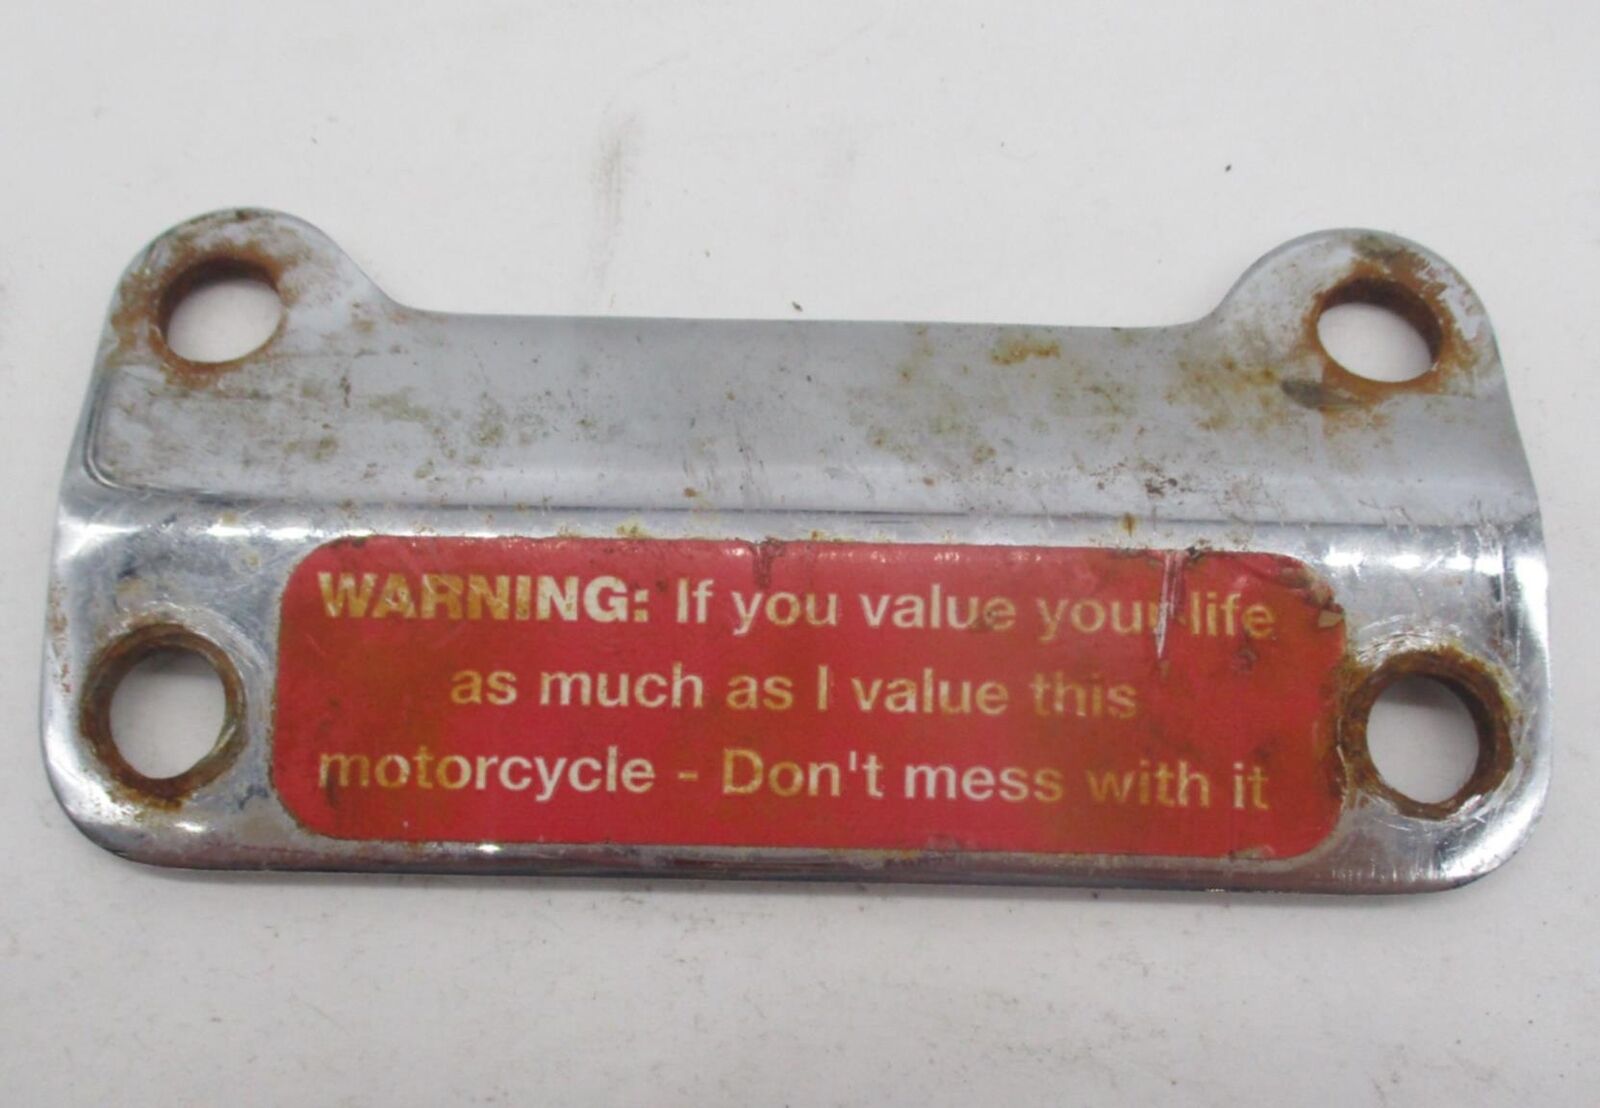 WARNING: If you value your life
as much as I value this
motorcycle - Don't mess with it